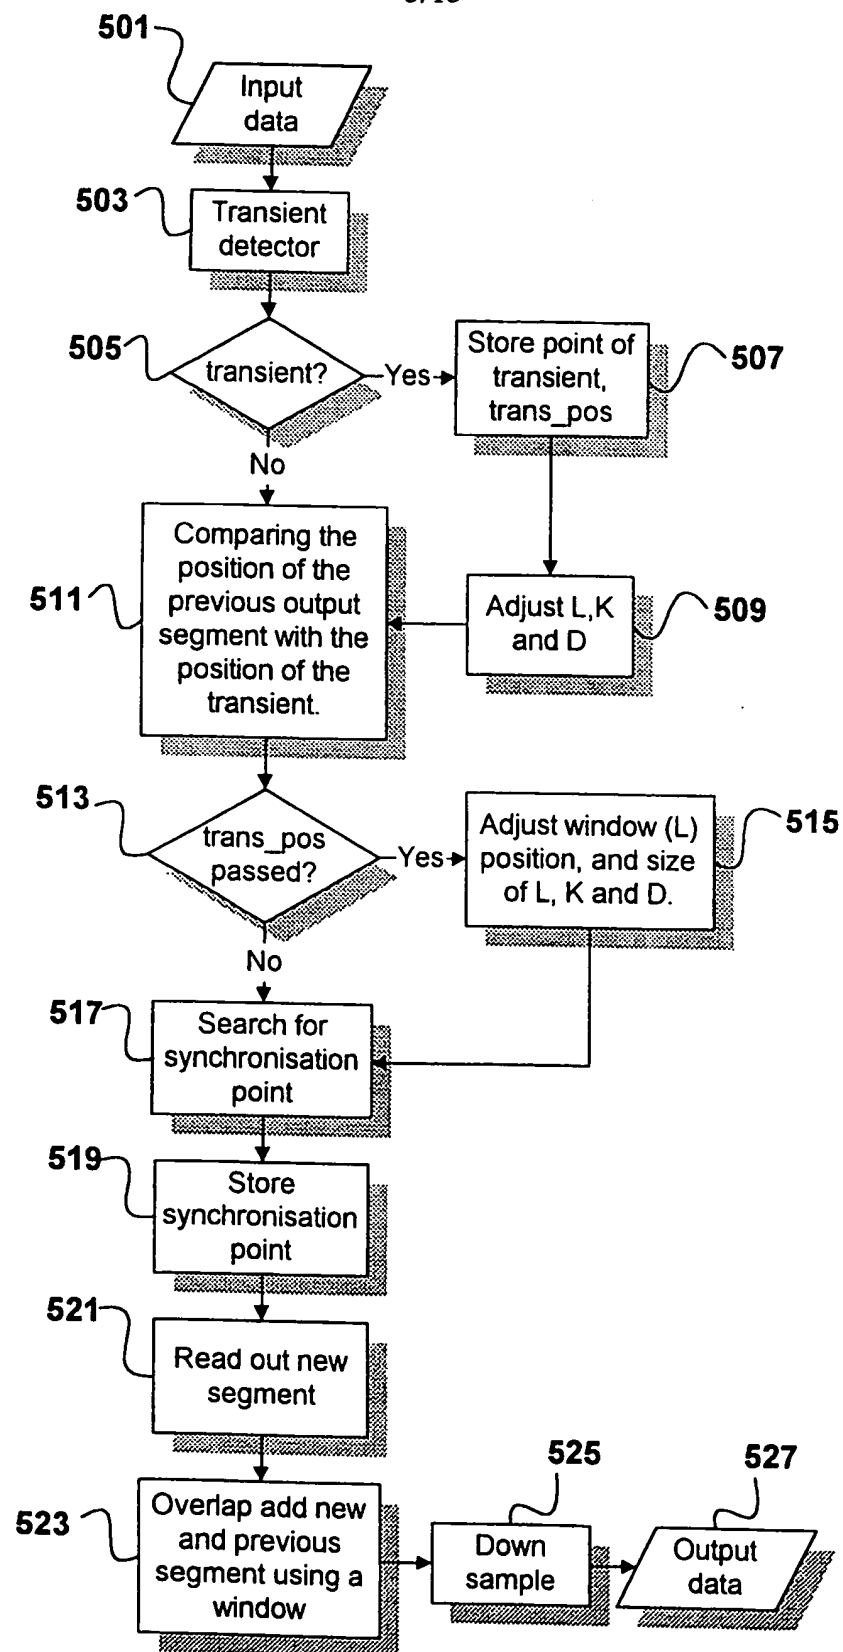 501
Input
data
503
Transient
detector
505
transient?
Yes
Store point of
transient,
trans_pos
507
No
511
Comparing the
position of the
previous output
segment with the
position of the
transient.
Adjust L,K
and D
509
513
trans_pos
passed?
Yes
Adjust window (L)
position, and size
of L, K and D.
515
No
517
Search for
synchronisation
point
519
Store
synchronisation
point
521
Read out new
segment
523
Overlap add new
and previous
segment using a
window
525
Down
sample
527
Output
data